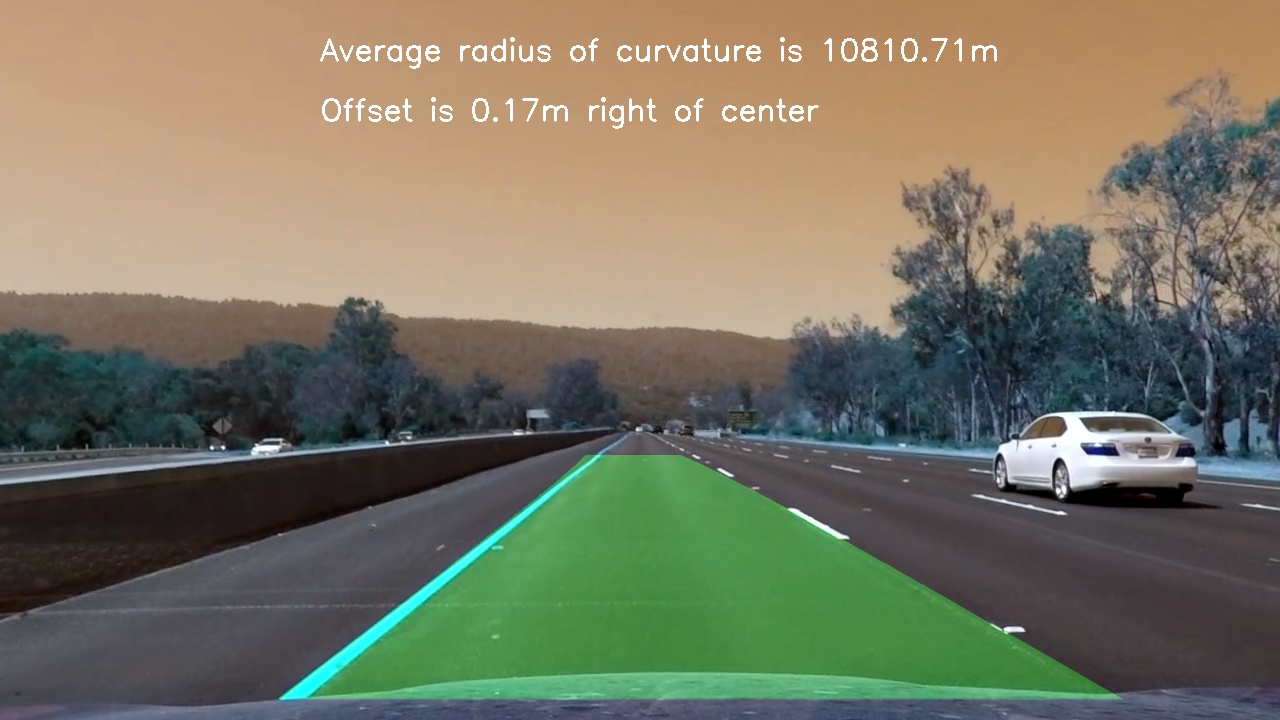 Average radius of curvature is 10810.71m
Offset is 0.17m right of center